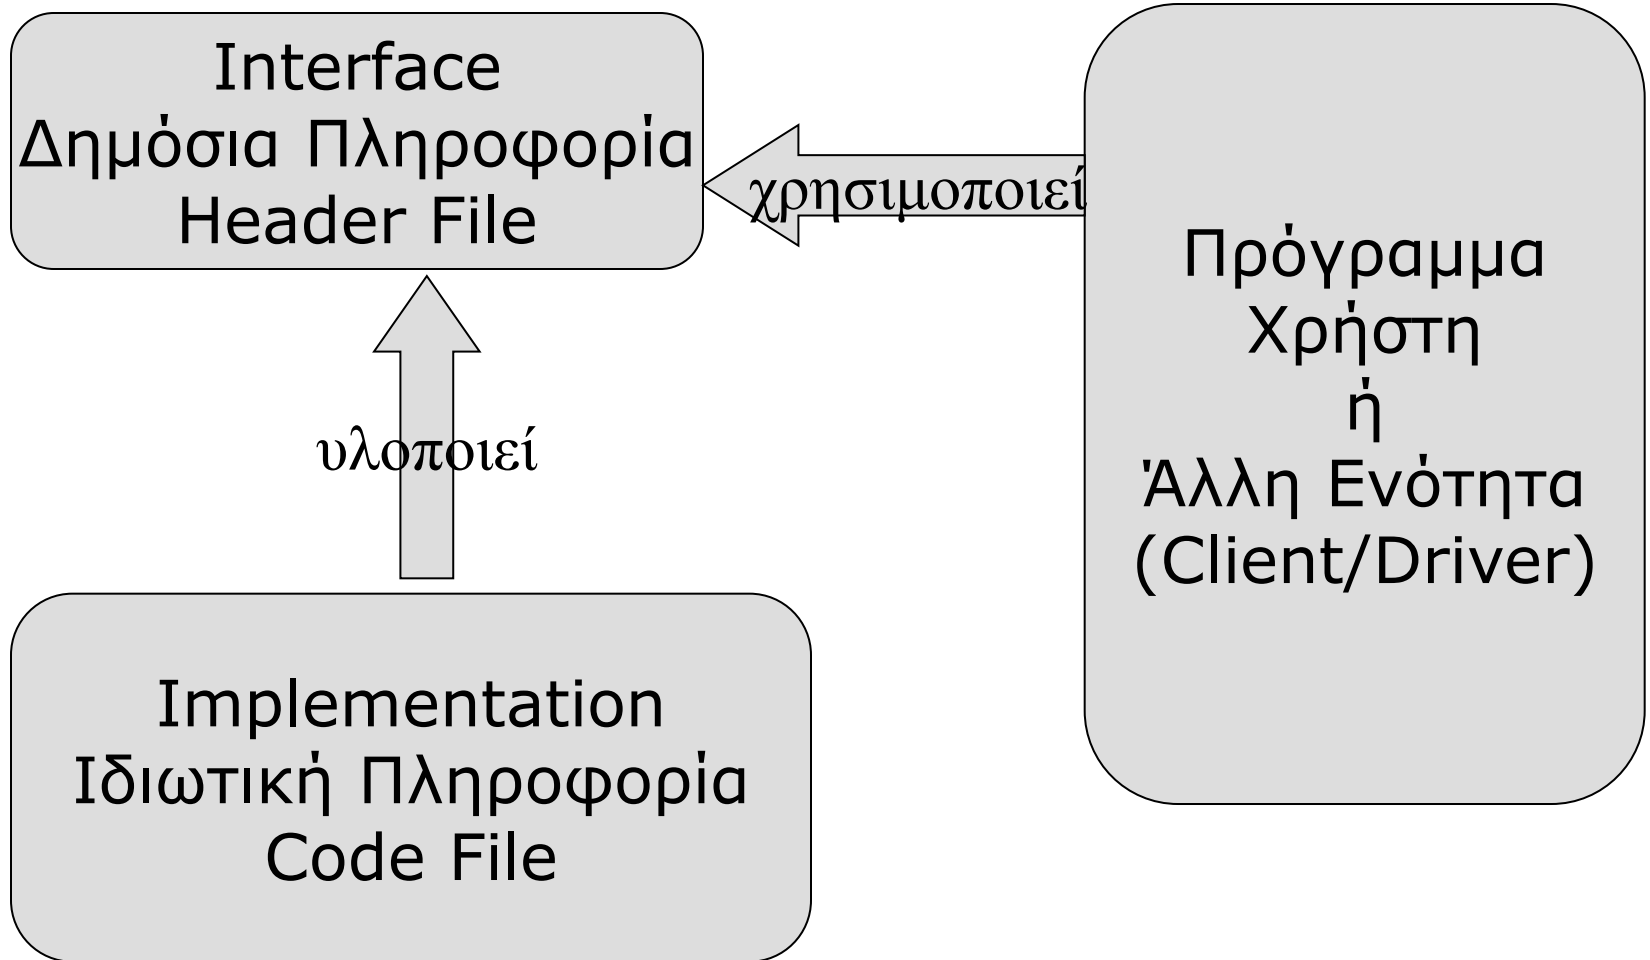 Interface
Δημόσια Πληροφορία
Header File
χρησιμοποιεί
Πρόγραμμα
Χρήστη
ή
Άλλη Ενότητα
(Client/Driver)
υλοποιεί
Implementation
Ιδιωτική Πληροφορία
Code File